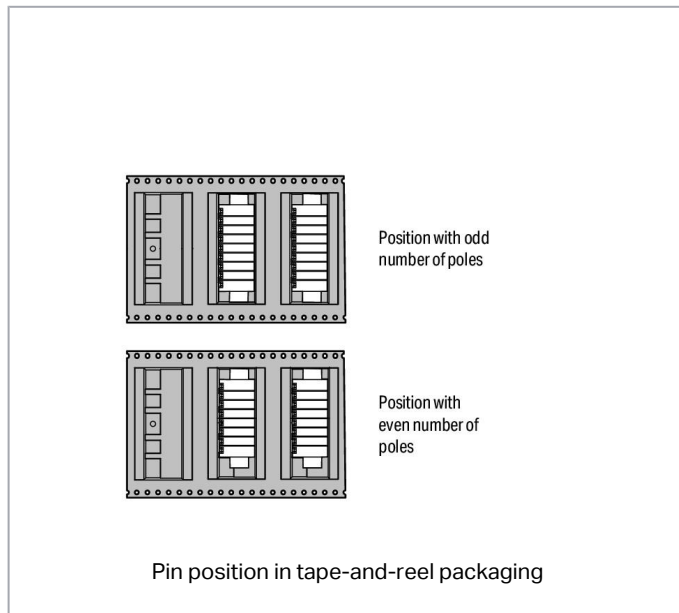 Position with odd
number of poles
Position with
even number of
poles
Pin position in tape-and-reel packaging